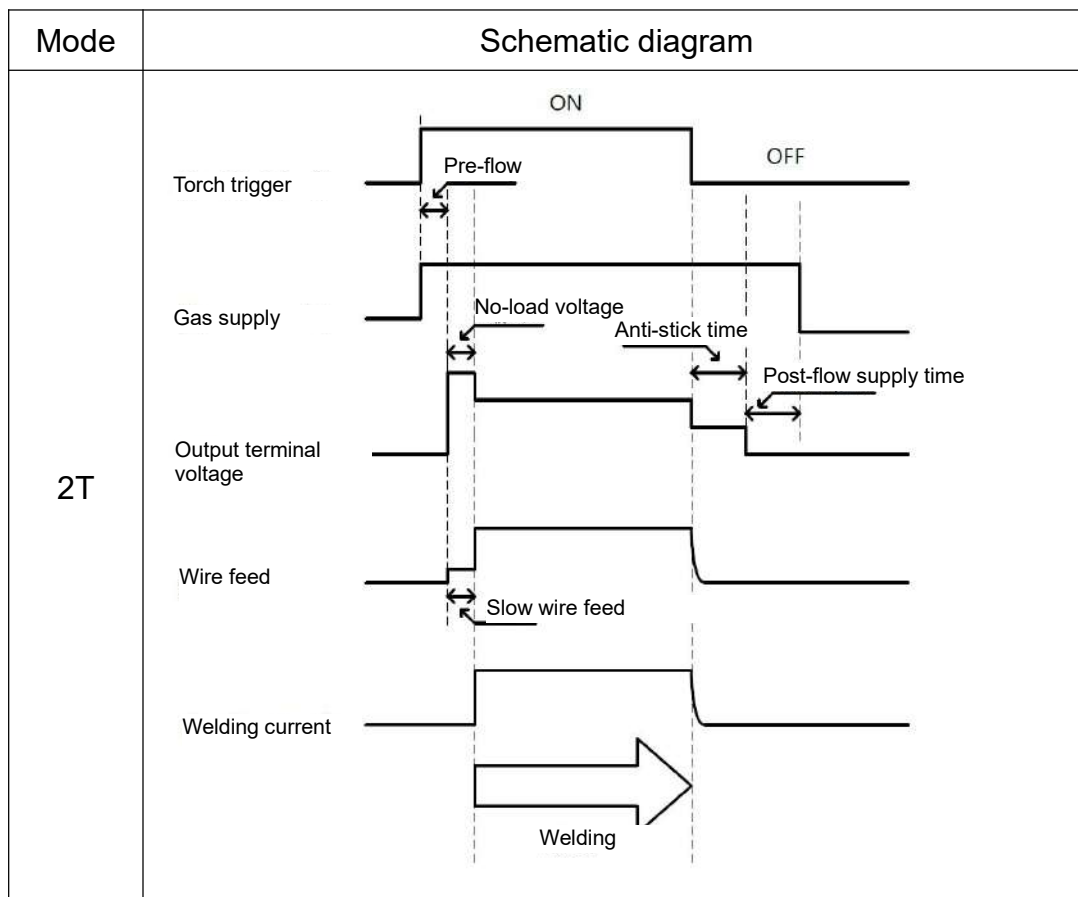 Mode
Schematic diagram
2T
ON
OFF
Torch trigger
Pre-flow
Gas supply
No-load voltage
Anti-stick time
Post-flow supply time
Output terminal
voltage
Wire feed
Slow wire feed
Welding current
Welding